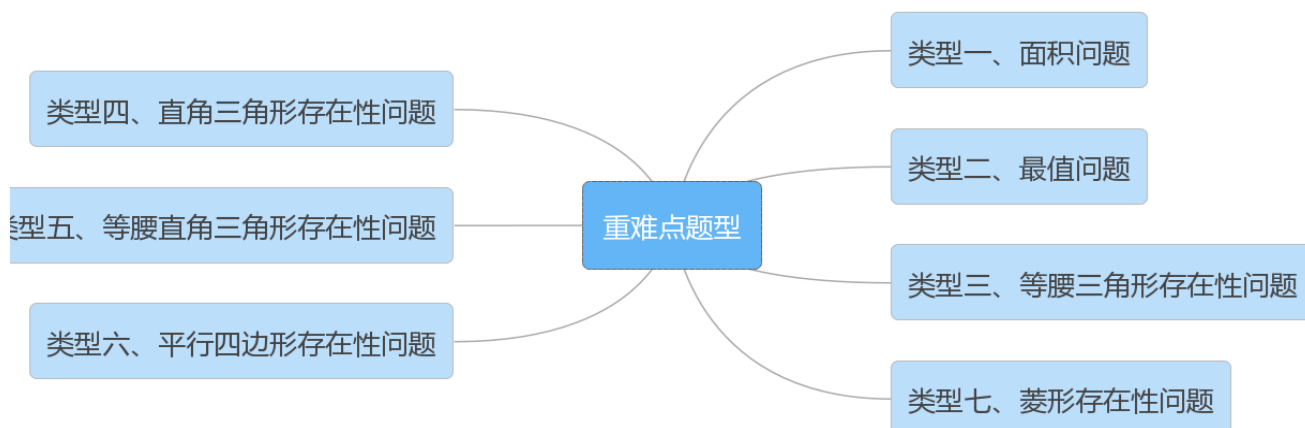 类型一、面积问题
类型四、直角三角形存在性问题
类型二、最值问题
类型五、等腰直角三角形存在性问题
重难点题型
类型三、等腰三角形存在性问题
类型六、平行四边形存在性问题
类型七、菱形存在性问题